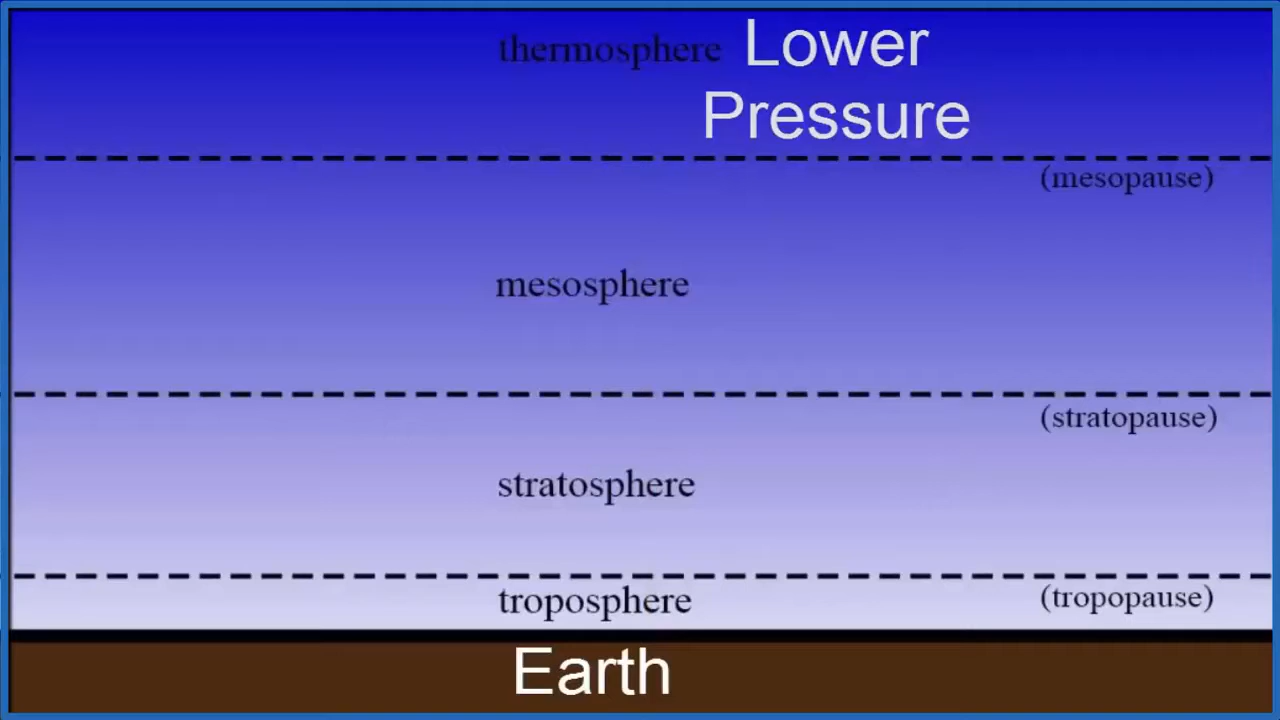 thermosphere Lower
Pressure
(mesopause)
mesosphere
(stratopause)
stratosphere
troposphere (tropopause)
Earth